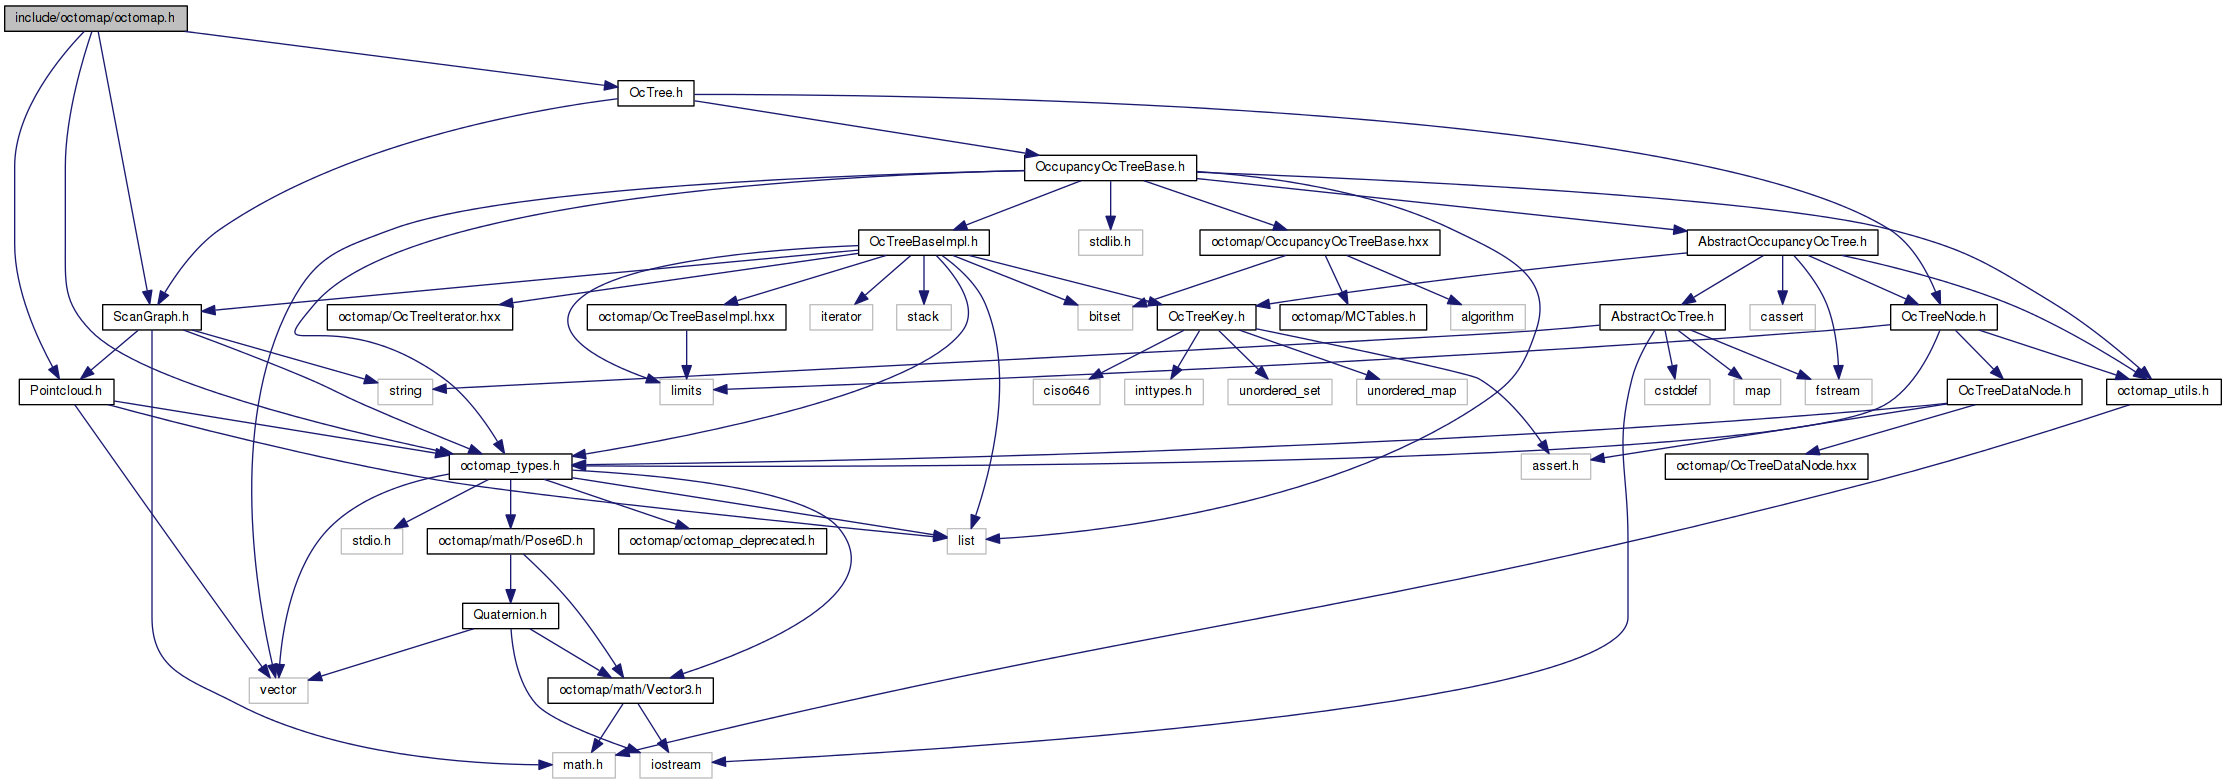 include/octomap/octomap.h
OcTree.h
OccupancyOcTreeBase.h
OcTreeBaseImpl.h
stdlib.h
octomap/OccupancyOcTreeBase.hxx
AbstractOccupancyOcTree.h
ScanGraph.h
octomap/OcTreeIterator.hxx
octomap/OcTreeBaseImpl.hxx
iterator
stack
bitset
OcTreeKey.h
octomap/MCTables.h
algorithm
AbstractOcTree.h
cassert
OcTreeNode.h
Pointcloud.h
string
limits
ciso646
inttypes.h
unordered_set
unordered_map
cstddef
map
fstream
OcTreeDataNode.h
octomap_utils.h
octomap_types.h
assert.h
octomap/OcTreeDataNode.hxx
stdio.h
octomap/math/Pose6D.h
octomap/octomap_deprecated.h
list
Quaternion.h
vector
octomap/math/Vector3.h
math.h
iostream